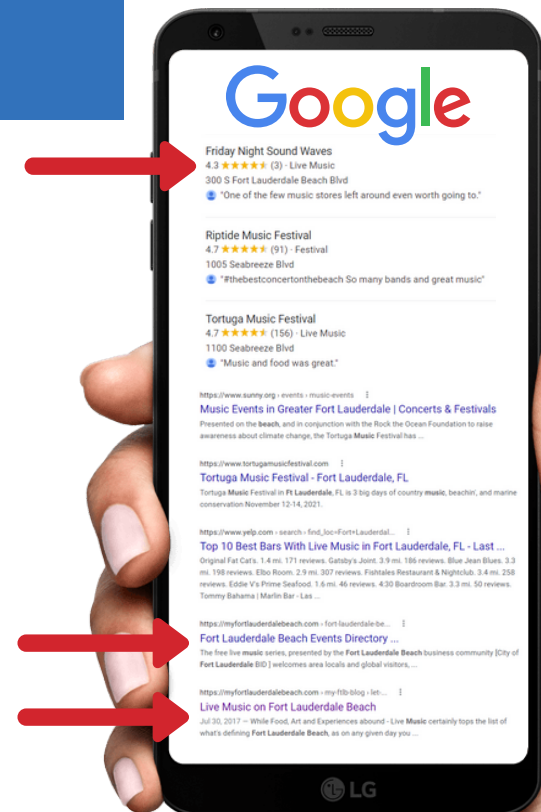 Google
Friday Night Sound Waves
4.3 ★★★★★ (3) · Live Music
300 S Fort Lauderdale Beach Blvd
"One of the few music stores left around even worth going to."
Riptide Music Festival
4.7 ★★★★★ (91) · Festival
1005 Seabreeze Blvd
"#thebestconcertonthebeach So many bands and great music"
Tortuga Music Festival
4.7 ★★★★★ (156) · Live Music
1100 Seabreeze Blvd
"Music and food was great."
https://www.sunny.org › events › music-events
Music Events in Greater Fort Lauderdale | Concerts & Festivals
Presented on the beach, and in conjunction with the Rock the Ocean Foundation to raise
awareness about climate change, the Tortuga Music Festival has ...
https://www.tortugamusicfestival.com
Tortuga Music Festival - Fort Lauderdale, FL
Tortuga Music Festival in Ft Lauderdale, FL is 3 big days of country music, beachin', and marine
conservation November 12-14, 2021.
https://www.yelp.com › search › find_loc=Fort+Lauderdal...
Top 10 Best Bars With Live Music in Fort Lauderdale, FL - Last ...
Original Fat Cat's. 1.4 mi. 171 reviews. Gatsby's Joint. 3.9 mi. 186 reviews. Blue Jean Blues. 3.3
mi. 198 reviews. Elbo Room. 2.9 mi. 307 reviews. Fishtales Restaurant & Nightclub. 3.4 mi. 258
reviews. Eddie V's Prime Seafood. 1.6 mi. 46 reviews. 4:30 Boardroom Bar. 3.3 mi. 50 reviews.
Tommy Bahama | Marlin Bar - Las ...
https://myfortlauderdalebeach.com › fort-lauderdale-be...
Fort Lauderdale Beach Events Directory ...
The free live music series, presented by the Fort Lauderdale Beach business community [City of
Fort Lauderdale BID ] welcomes area locals and global visitors, ...
https://myfortlauderdalebeach.com › my-ftlb-blog › let-...
Live Music on Fort Lauderdale Beach
Jul 30, 2017 — While Food, Art and Experiences abound - Live Music certainly tops the list of
what's defining Fort Lauderdale Beach, as on any given day you ...
LG